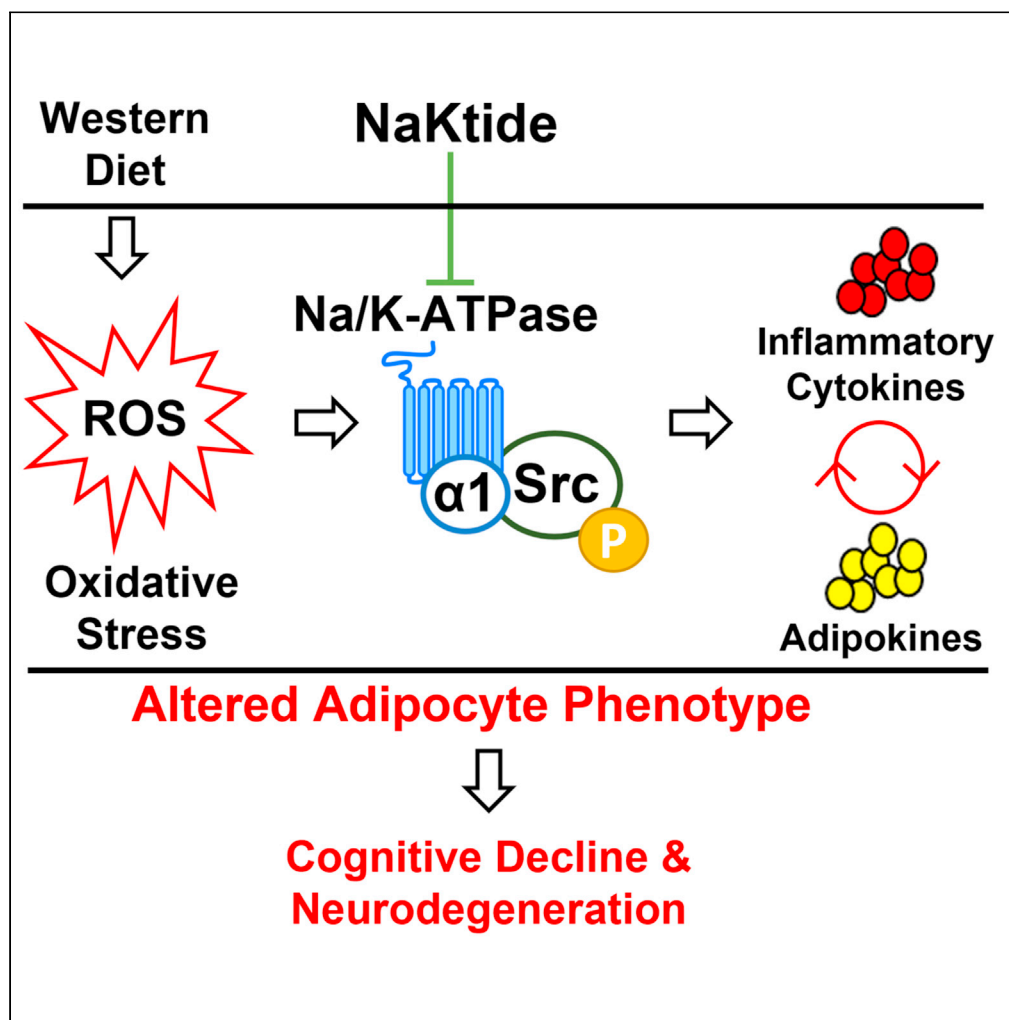 Western
Diet
NaKtide
ROS
Oxidative
Stress
Na/K-ATPase
α1
Src
P
Inflammatory
Cytokines
Adipokines
Altered Adipocyte Phenotype
Cognitive Decline &
Neurodegeneration